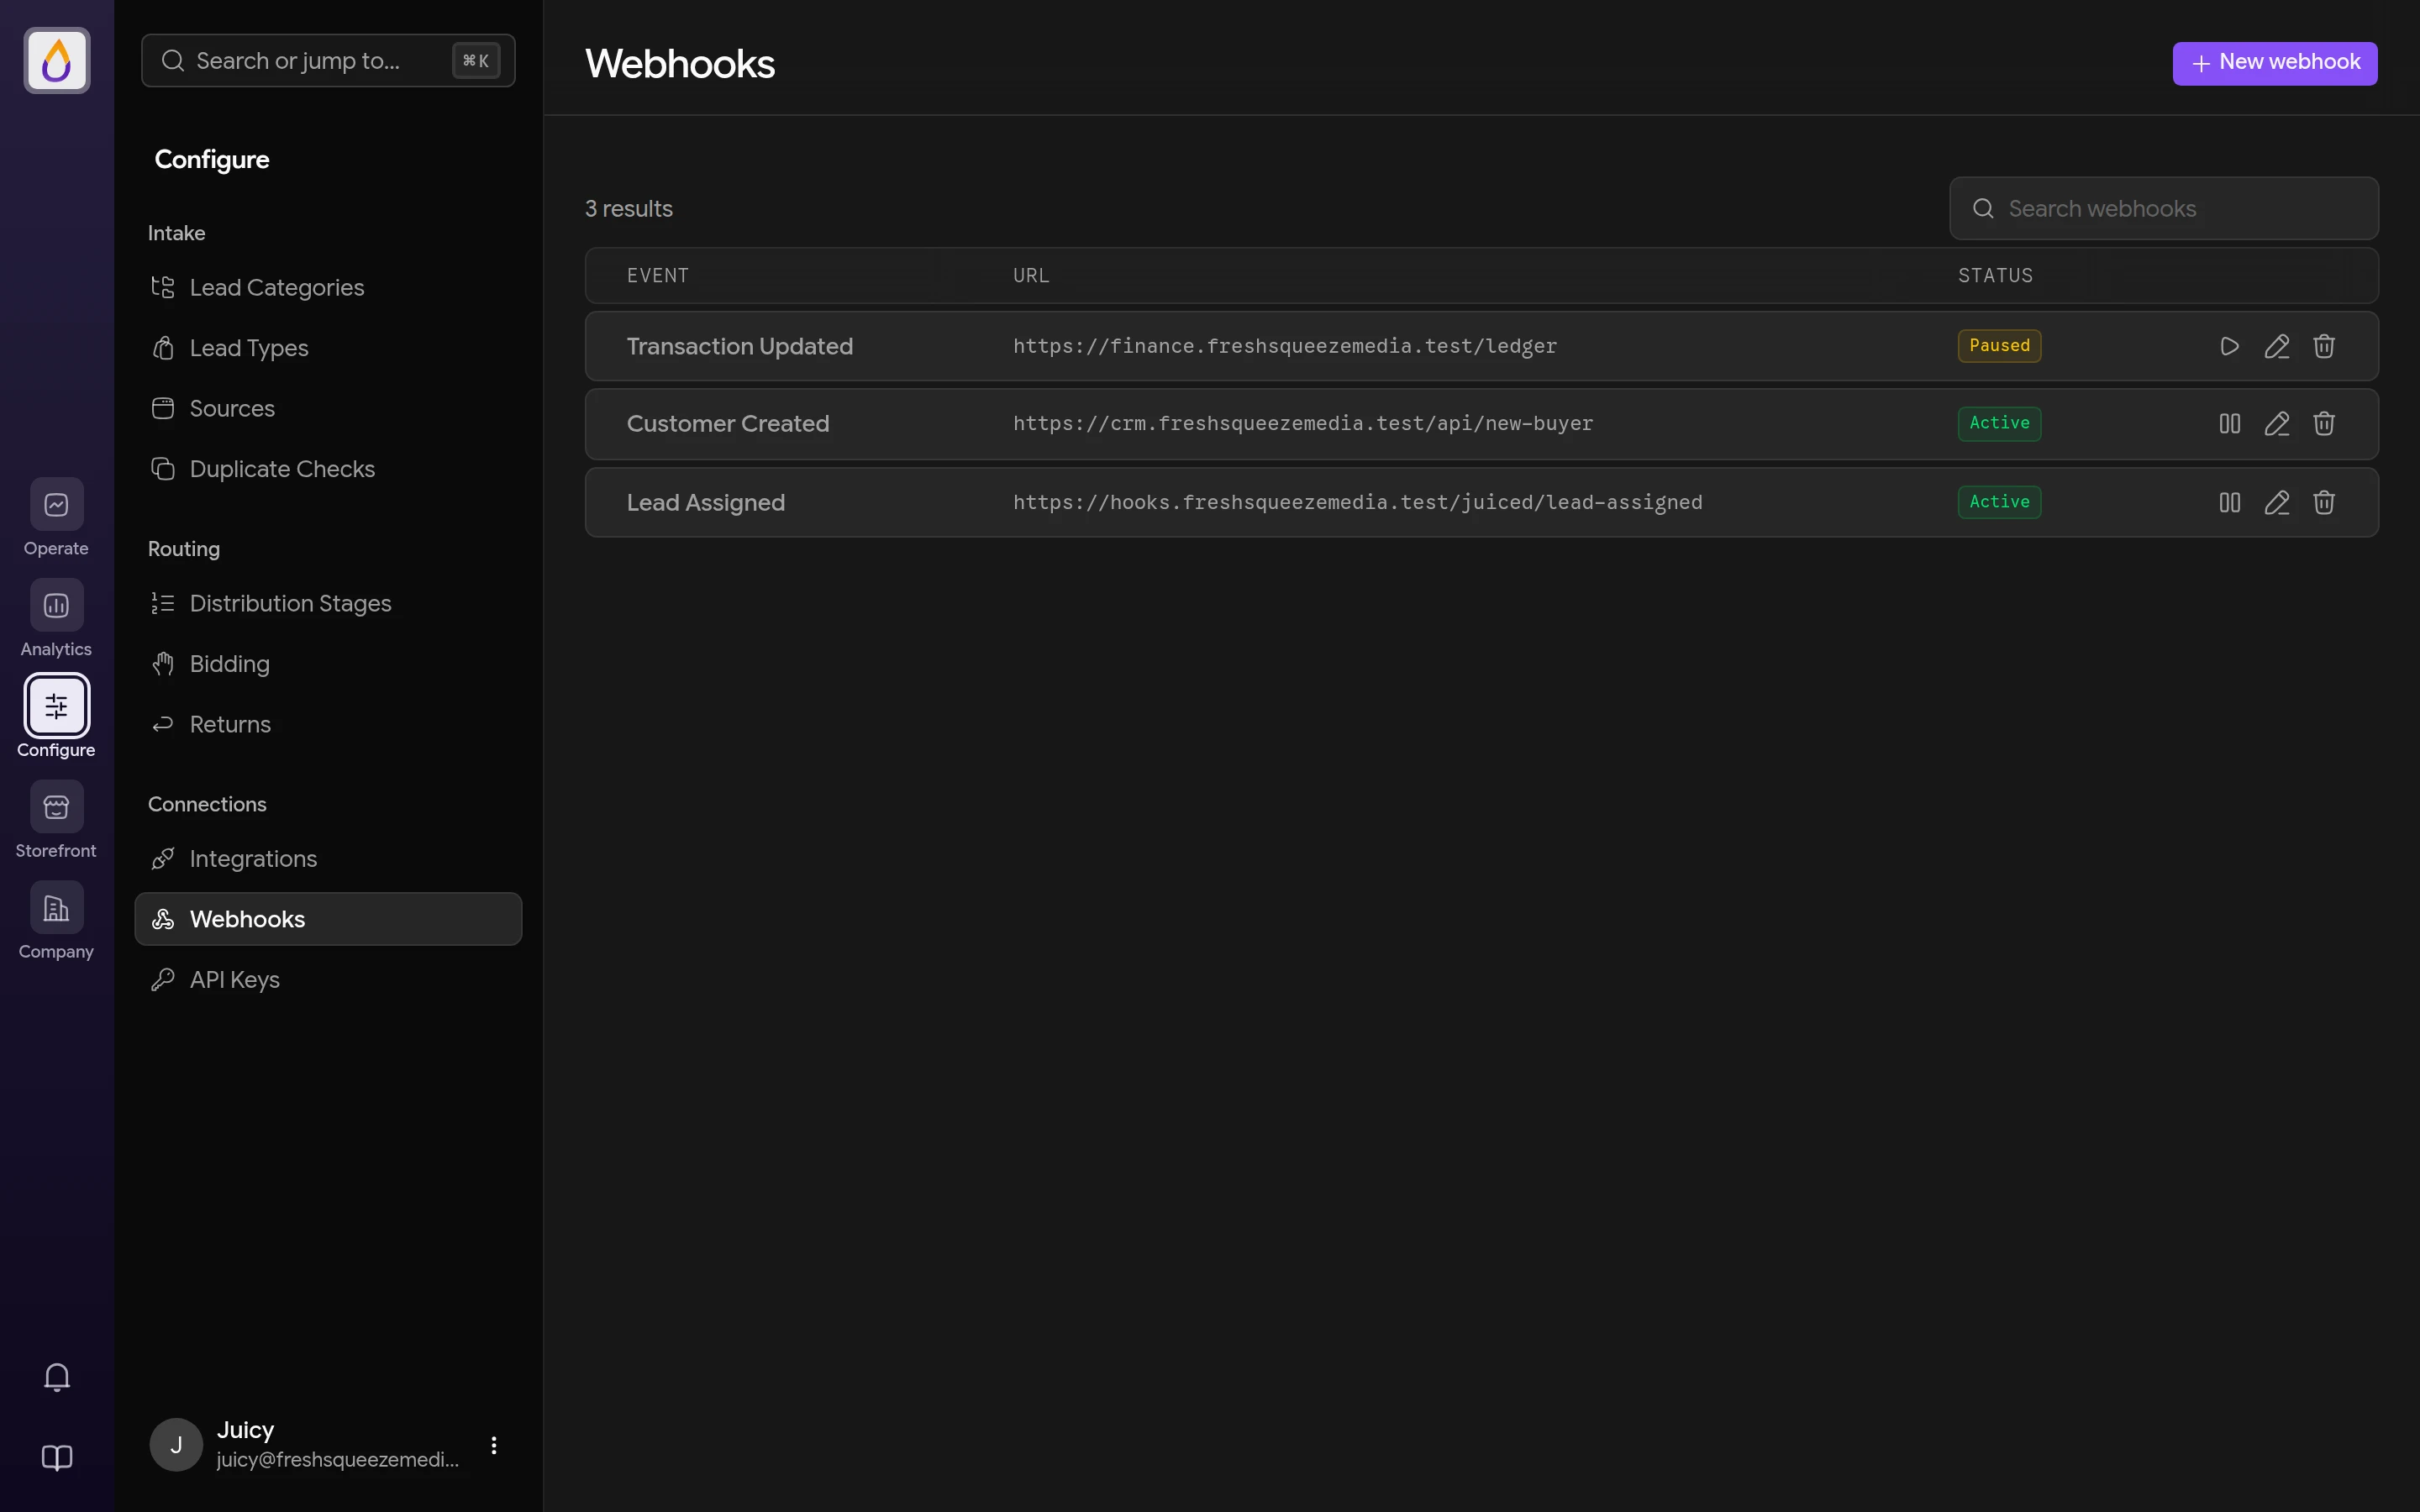 Search or jump to...
⌘ K
Configure
Intake
Lead Categories
Lead Types
Sources
Duplicate Checks
Routing
Distribution Stages
Bidding
Returns
Connections
Integrations
Webhooks
API Keys
Operate
Analytics
Configure
Storefront
Company
J
Juicy
juicy@freshsqueezemedi...
Webhooks
New webhook
3 results
Search webhooks
EVENT URL STATUS
Transaction Updated https://finance.freshsqueezemedia.test/ledger Paused
Customer Created https://crm.freshsqueezemedia.test/api/new-buyer Active
Lead Assigned https://hooks.freshsqueezemedia.test/juiced/lead-assigned Active